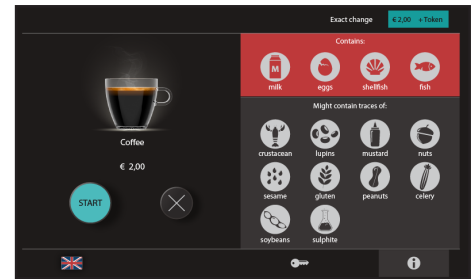 Exact change
€ 2,00 + Token
Contains:
M
milk eggs shellfish fish
Might contain traces of:
crustacean lupins mustard nuts
sesame gluten peanuts celery
soybeans sulphite
Coffee
€ 2,00
START